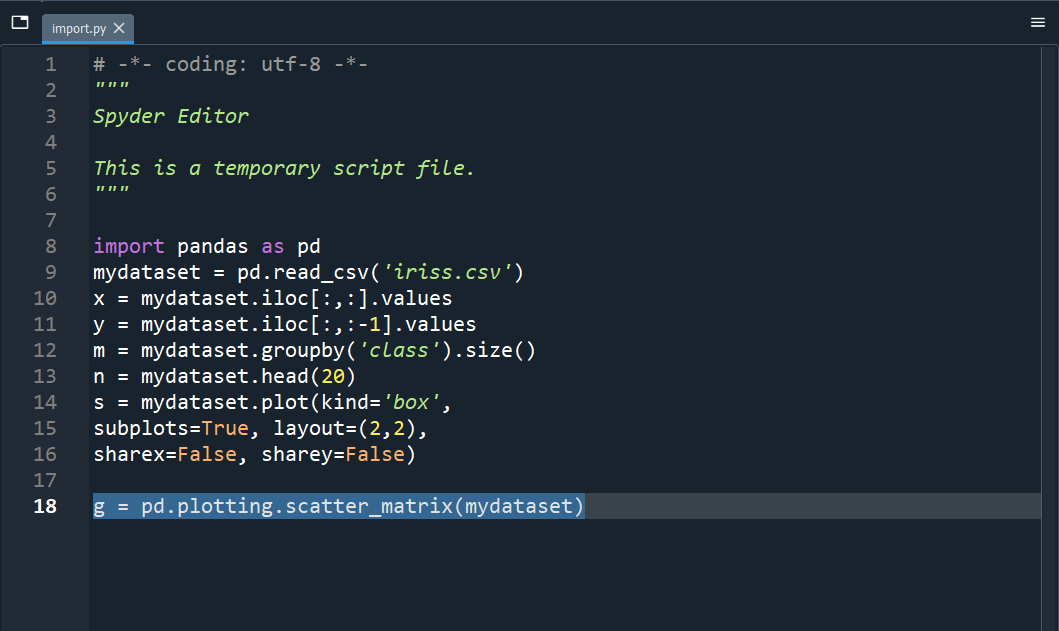 import.py
1 # -*- coding: utf-8 -*-
2 """
3 Spyder Editor
4
5 This is a temporary script file.
6 """
7
8 import pandas as pd
9 mydataset = pd.read_csv('iriss.csv')
10 x = mydataset.iloc[:,:].values
11 y = mydataset.iloc[:,:-1].values
12 m = mydataset.groupby('class').size()
13 n = mydataset.head(20)
14 s = mydataset.plot(kind='box',
15 subplots=True, layout=(2,2),
16 sharex=False, sharey=False)
17
18 g = pd.plotting.scatter_matrix(mydataset)